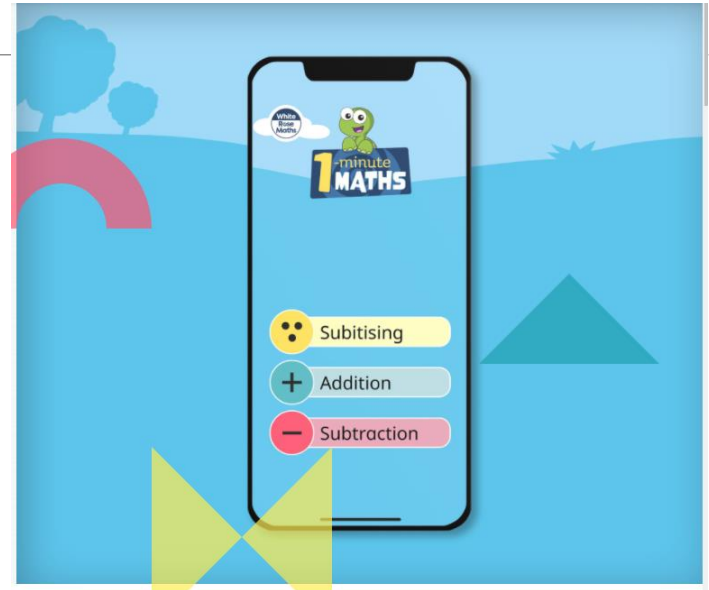 White
Rose
Maths
1-minute
MATHS
Subitising
Addition
Subtraction